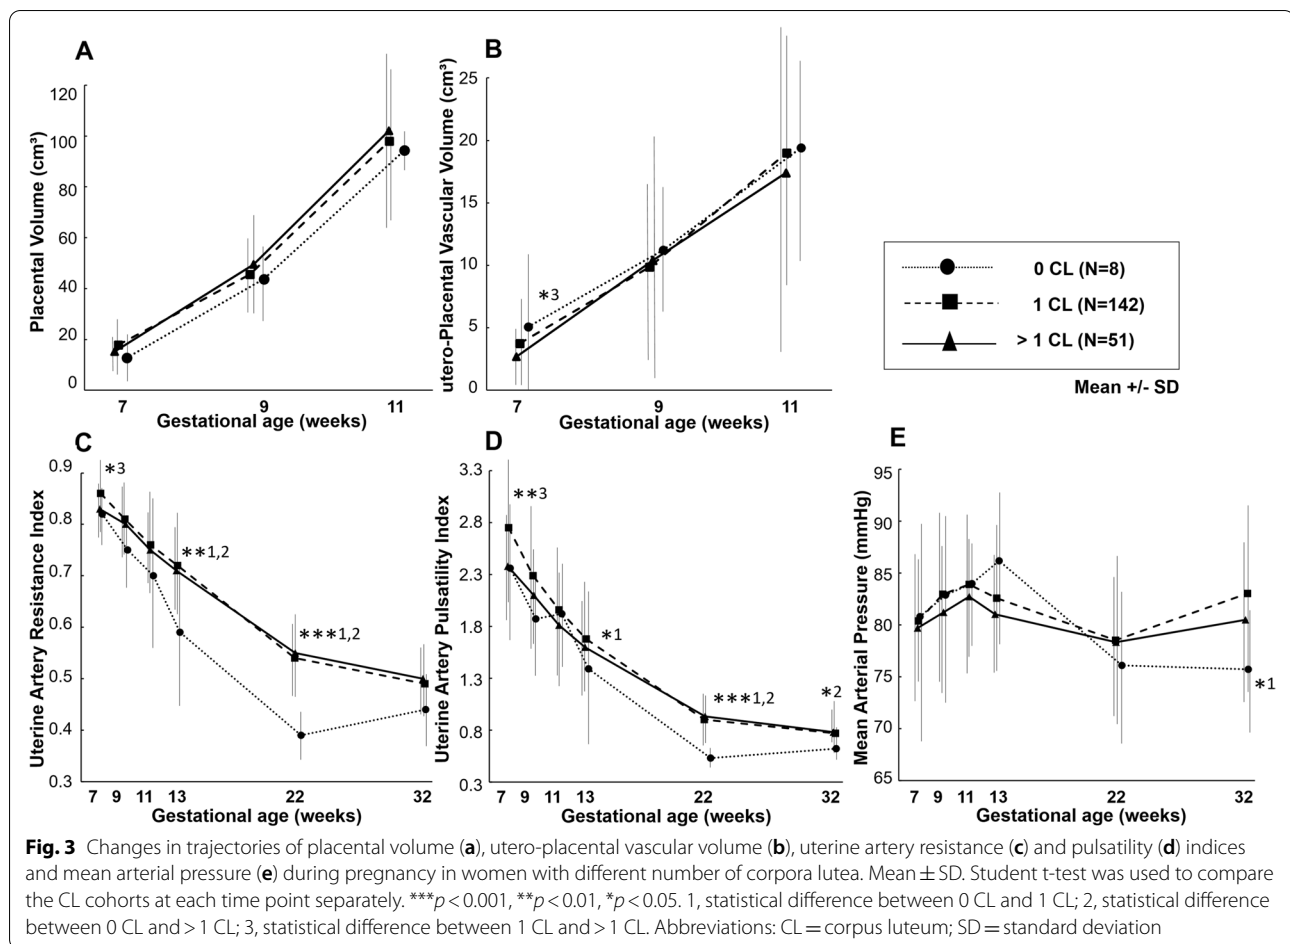 A
Placental Volume (cm³)
120
100
80
60
40
20
0
7 9 11
Gestational age (weeks)
B
utero-Placental Vascular Volume (cm³)
25
20
15
10
5
0
*3
7 9 11
Gestational age (weeks)
0 CL (N=8)
1 CL (N=142)
> 1 CL (N=51)
Mean +/- SD
C
Uterine Artery Resistance Index
0.9
0.8
0.7
0.6
0.5
0.4
0.3
*3
**1,2
***1,2
7 9 11 13 22 32
Gestational age (weeks)
D
Uterine Artery Pulsatility Index
3.3
2.8
2.3
1.8
1.3
0.8
0.3
**3
*1
***1,2
*2
7 9 11 13 22 32
Gestational age (weeks)
E
Mean Arterial Pressure (mmHg)
95
90
85
80
75
70
65
*1
7 9 11 13 22 32
Gestational age (weeks)
Fig. 3 Changes in trajectories of placental volume (a), utero-placental vascular volume (b), uterine artery resistance (c) and pulsatility (d) indices
and mean arterial pressure (e) during pregnancy in women with different number of corpora lutea. Mean ± SD. Student t-test was used to compare
the CL cohorts at each time point separately. ***p < 0.001, **p < 0.01, *p < 0.05. 1, statistical difference between 0 CL and 1 CL; 2, statistical difference
between 0 CL and > 1 CL; 3, statistical difference between 1 CL and > 1 CL. Abbreviations: CL = corpus luteum; SD = standard deviation